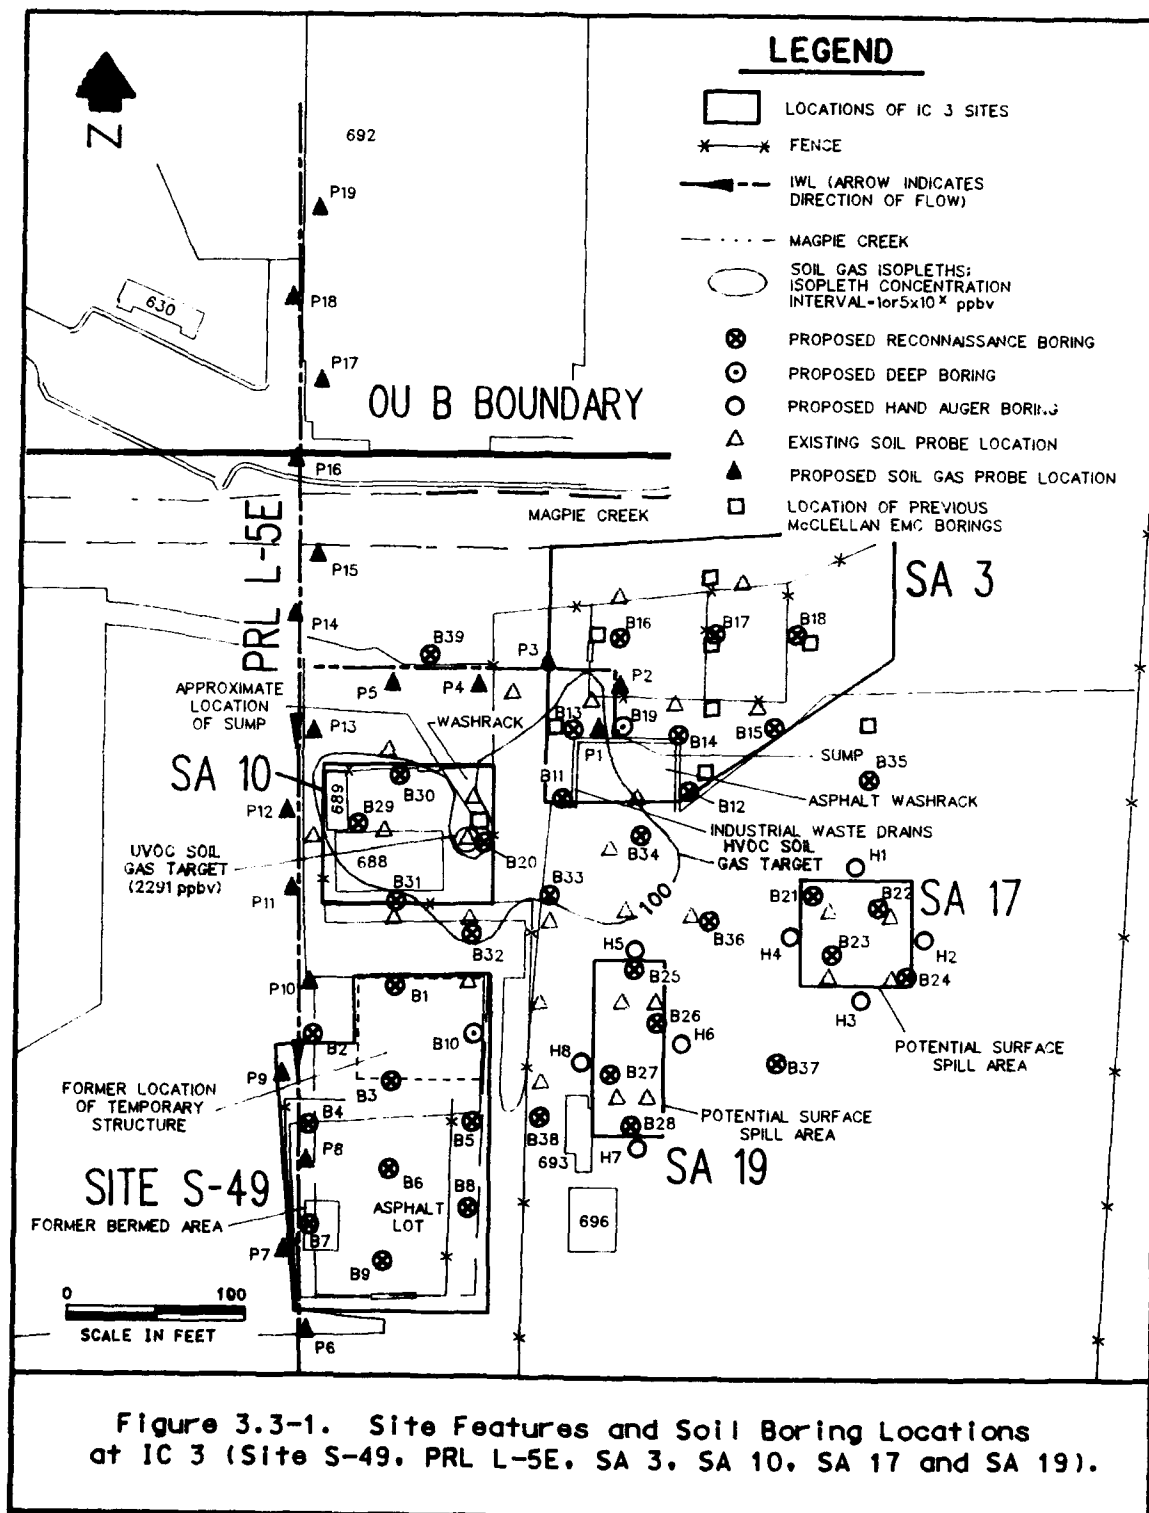 LEGEND
LOCATIONS OF IC 3 SITES
FENCE
IWL (ARROW INDICATES
DIRECTION OF FLOW)
MAGPIE CREEK
SOIL GAS ISOPLETHS;
ISOPLETH CONCENTRATION
INTERVAL-1or5x10ˣ ppbv
PROPOSED RECONNAISSANCE BORING
PROPOSED DEEP BORING
PROPOSED HAND AUGER BORING
EXISTING SOIL PROBE LOCATION
PROPOSED SOIL GAS PROBE LOCATION
LOCATION OF PREVIOUS
McCLELLAN EMC BORINGS
Z
692
P19
630
P18
P17
OU B BOUNDARY
P16
MAGPIE CREEK
PRL L-5E
P15
SA 3
P14
B39
B16
B17
B18
P3
P5
P4
P2
APPROXIMATE
LOCATION
OF SUMP
WASHRACK
P13
B13
B19
P1
B14
B15
SUMP
B35
SA 10
689
B30
B11
B12
ASPHALT WASHRACK
P12
B29
INDUSTRIAL WASTE DRAINS
HVOC SOIL
GAS TARGET
B34
UVOC SOIL
GAS TARGET
(2291 ppbv)
688
B20
H1
P11
B31
B33
100
B21
B22
SA 17
B32
B36
H4
B23
H2
H5
B25
B24
P10
B1
H3
B26
H6
B2
B10
POTENTIAL SURFACE
SPILL AREA
H8
P9
B3
B27
B37
FORMER LOCATION
OF TEMPORARY
STRUCTURE
B4
B5
B38
B28
POTENTIAL SURFACE
SPILL AREA
P8
693
H7
SA 19
SITE S-49
B6
B8
ASPHALT
LOT
FORMER BERMED AREA
B7
696
P7
B9
0 100
SCALE IN FEET
P6
Figure 3.3-1. Site Features and Soil Boring Locations
at IC 3 (Site S-49, PRL L-5E, SA 3, SA 10, SA 17 and SA 19).